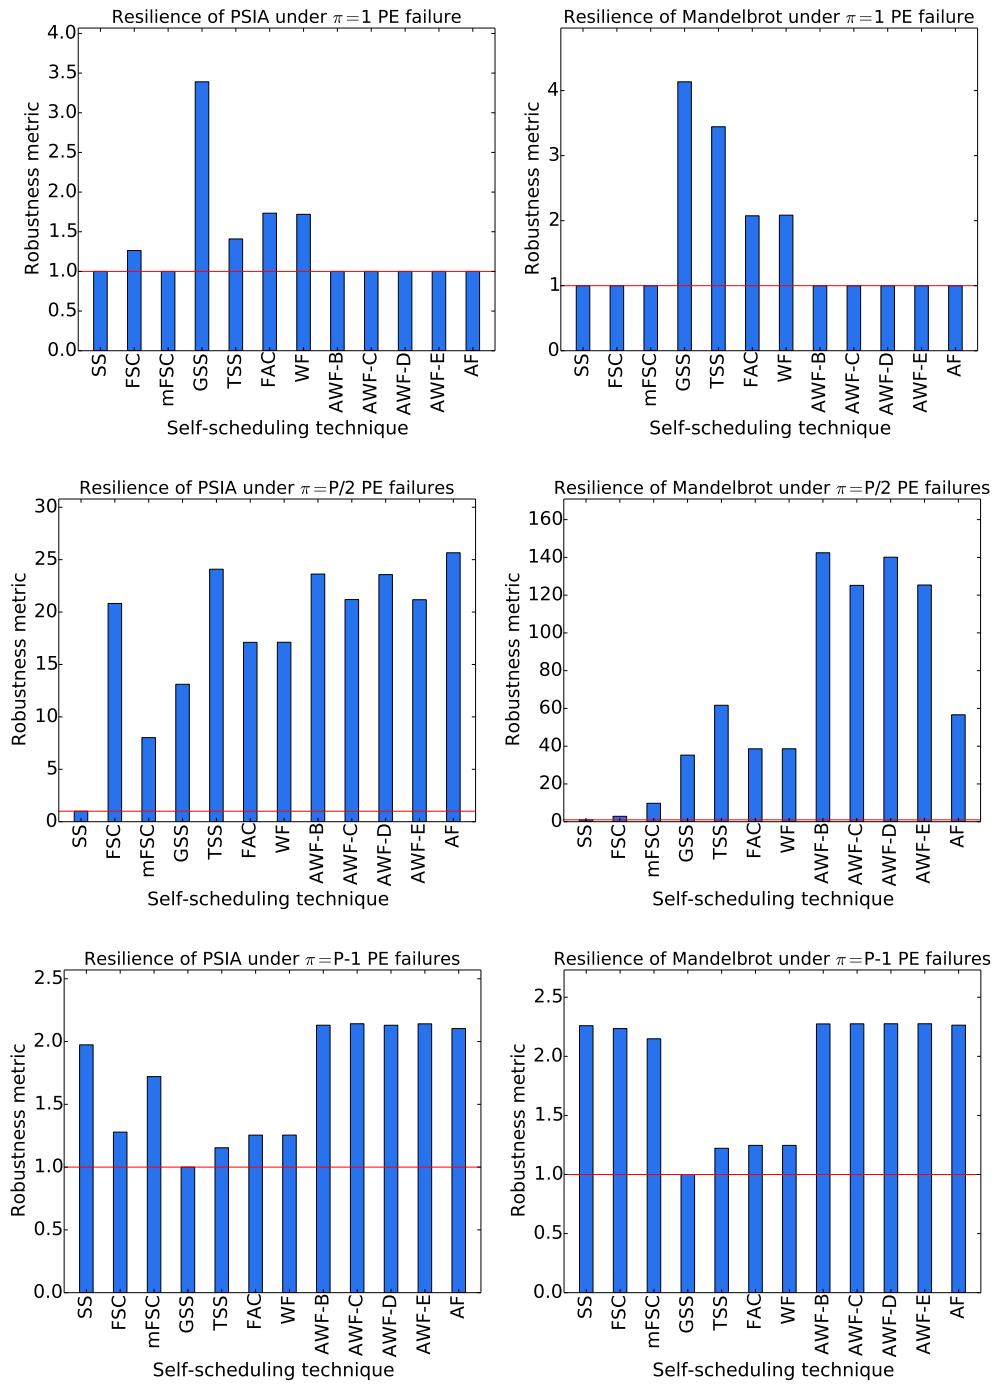 Resilience of PSIA under π=1 PE failure
4.0
3.5
3.0
2.5
2.0
1.5
1.0
0.5
0.0
Robustness metric
SS
FSC
mFSC
GSS
TSS
FAC
WF
AWF-B
AWF-C
AWF-D
AWF-E
AF
Self-scheduling technique
Resilience of Mandelbrot under π=1 PE failure
4
3
2
1
0
Robustness metric
SS
FSC
mFSC
GSS
TSS
FAC
WF
AWF-B
AWF-C
AWF-D
AWF-E
AF
Self-scheduling technique
Resilience of PSIA under π=P/2 PE failures
30
25
20
15
10
5
0
Robustness metric
SS
FSC
mFSC
GSS
TSS
FAC
WF
AWF-B
AWF-C
AWF-D
AWF-E
AF
Self-scheduling technique
Resilience of Mandelbrot under π=P/2 PE failures
160
140
120
100
80
60
40
20
0
Robustness metric
SS
FSC
mFSC
GSS
TSS
FAC
WF
AWF-B
AWF-C
AWF-D
AWF-E
AF
Self-scheduling technique
Resilience of PSIA under π=P-1 PE failures
2.5
2.0
1.5
1.0
0.5
0.0
Robustness metric
SS
FSC
mFSC
GSS
TSS
FAC
WF
AWF-B
AWF-C
AWF-D
AWF-E
AF
Self-scheduling technique
Resilience of Mandelbrot under π=P-1 PE failures
2.5
2.0
1.5
1.0
0.5
0.0
Robustness metric
SS
FSC
mFSC
GSS
TSS
FAC
WF
AWF-B
AWF-C
AWF-D
AWF-E
AF
Self-scheduling technique